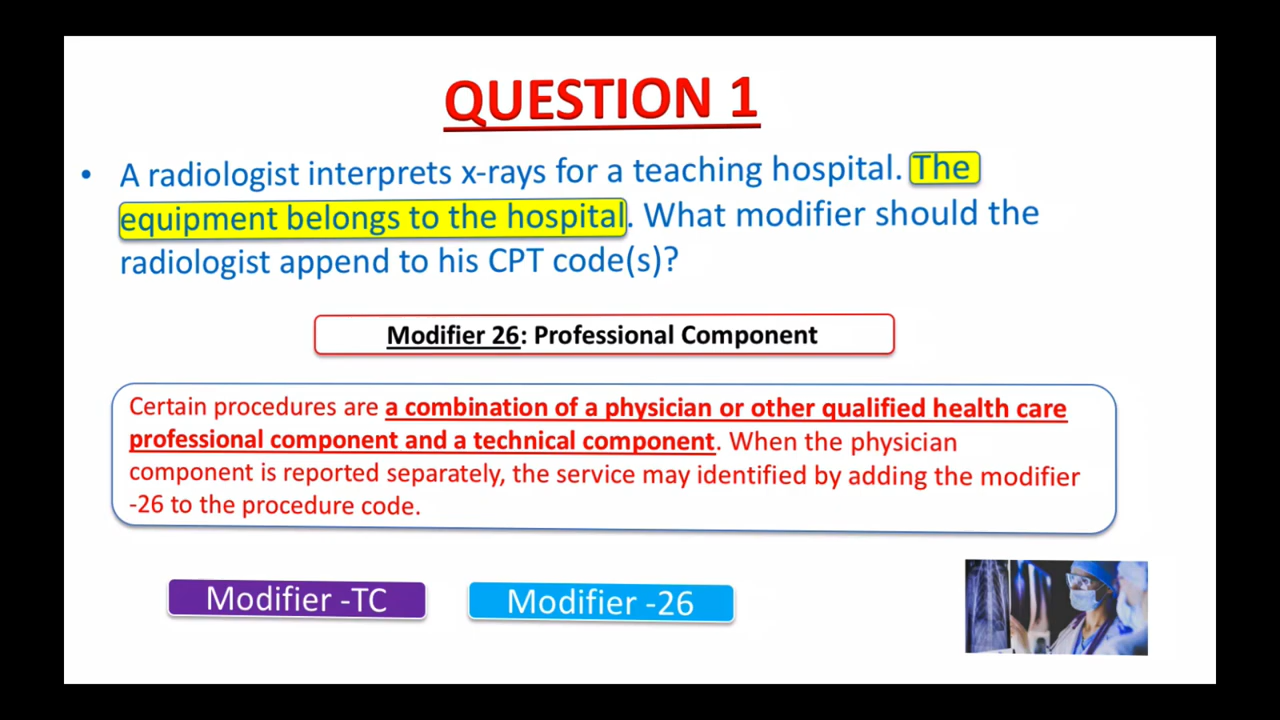 QUESTION 1
• A radiologist interprets x-rays for a teaching hospital. The
equipment belongs to the hospital. What modifier should the
radiologist append to his CPT code(s)?
Modifier 26: Professional Component
Certain procedures are a combination of a physician or other qualified health care
professional component and a technical component. When the physician
component is reported separately, the service may identified by adding the modifier
-26 to the procedure code.
Modifier -TC
Modifier -26